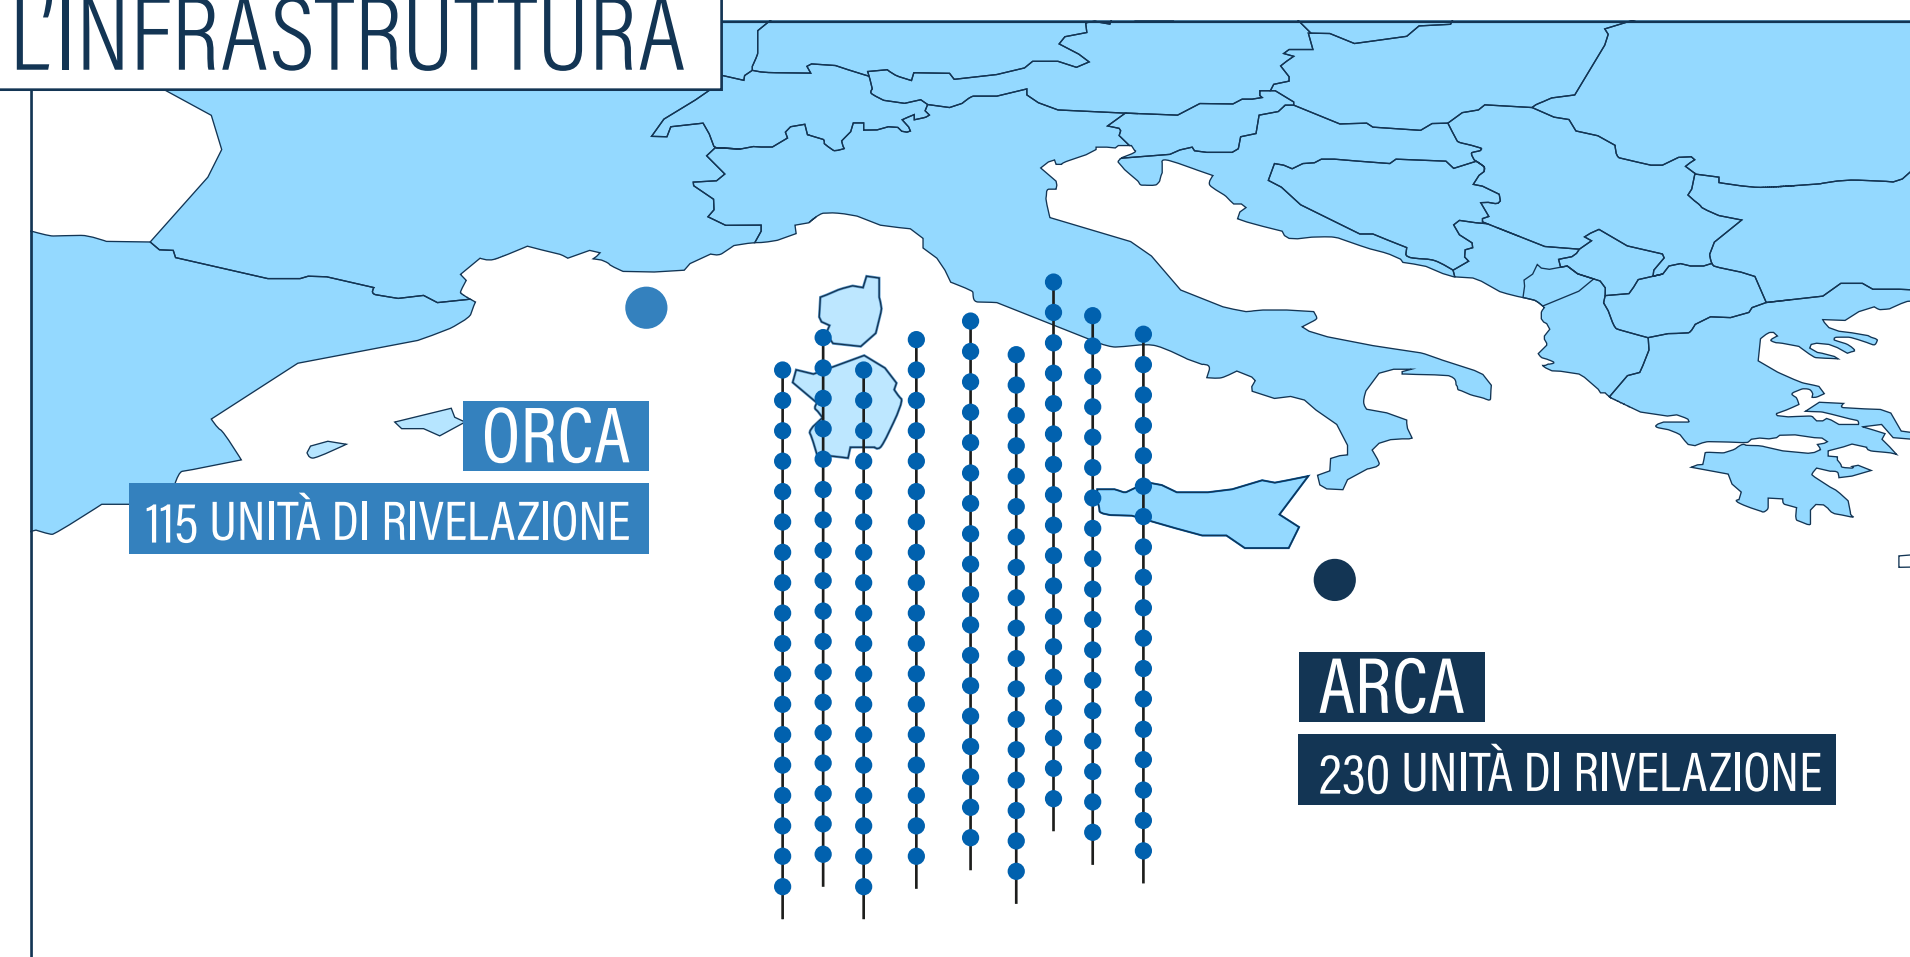 L'INFRASTRUTTURA
ORCA
115 UNITÀ DI RIVELAZIONE
ARCA
230 UNITÀ DI RIVELAZIONE